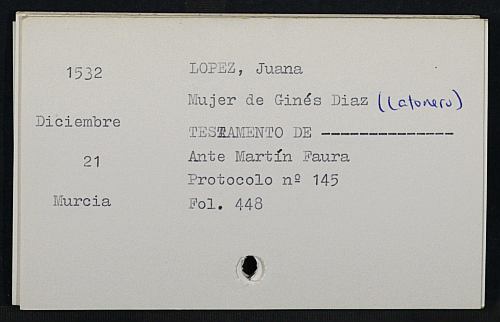 1532
LOPEZ, Juana
Mujer de Ginés Diaz (Latonero)
Diciembre
TESTAMENTO DE --------------
21
Ante Martín Faura
Protocolo nº 145
Murcia
Fol. 448